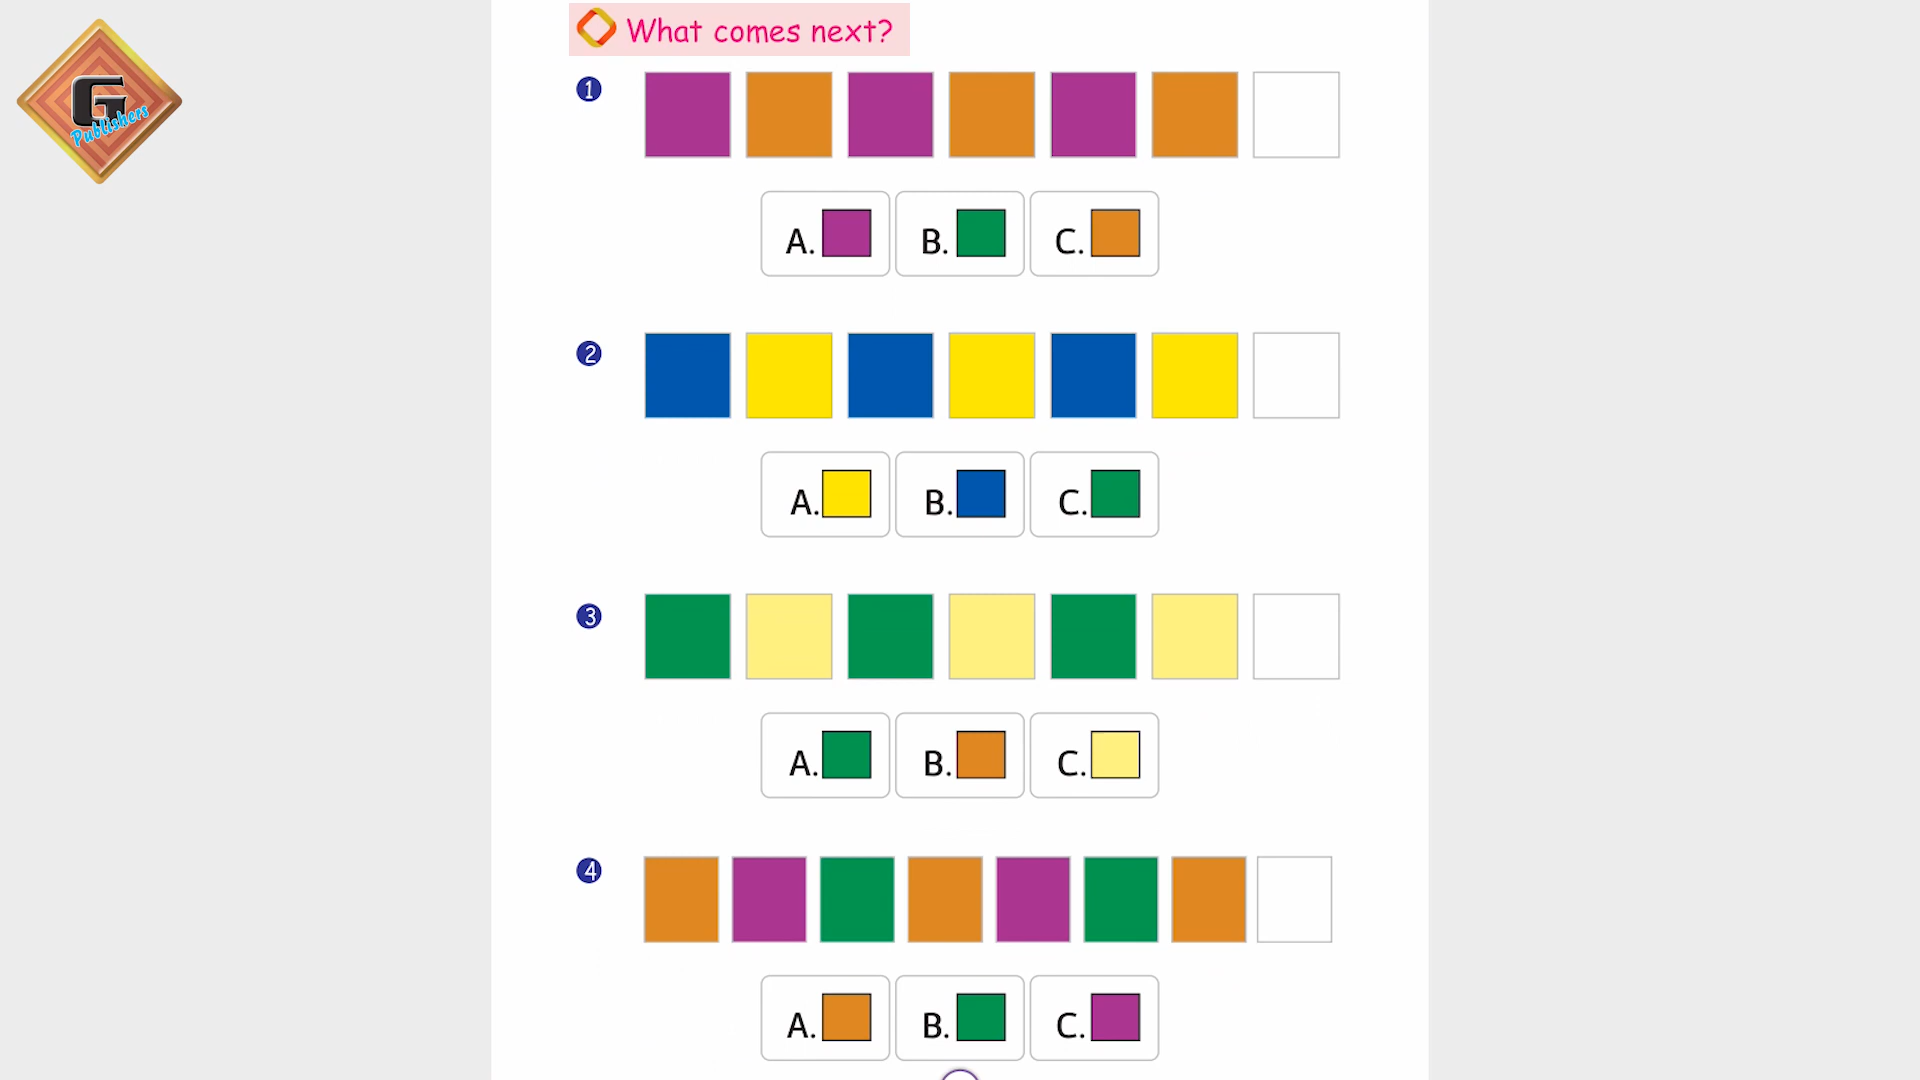 G
Publishers
What comes next?
1
A. B. C.
2
A. B. C.
3
A. B. C.
4
A. B. C.